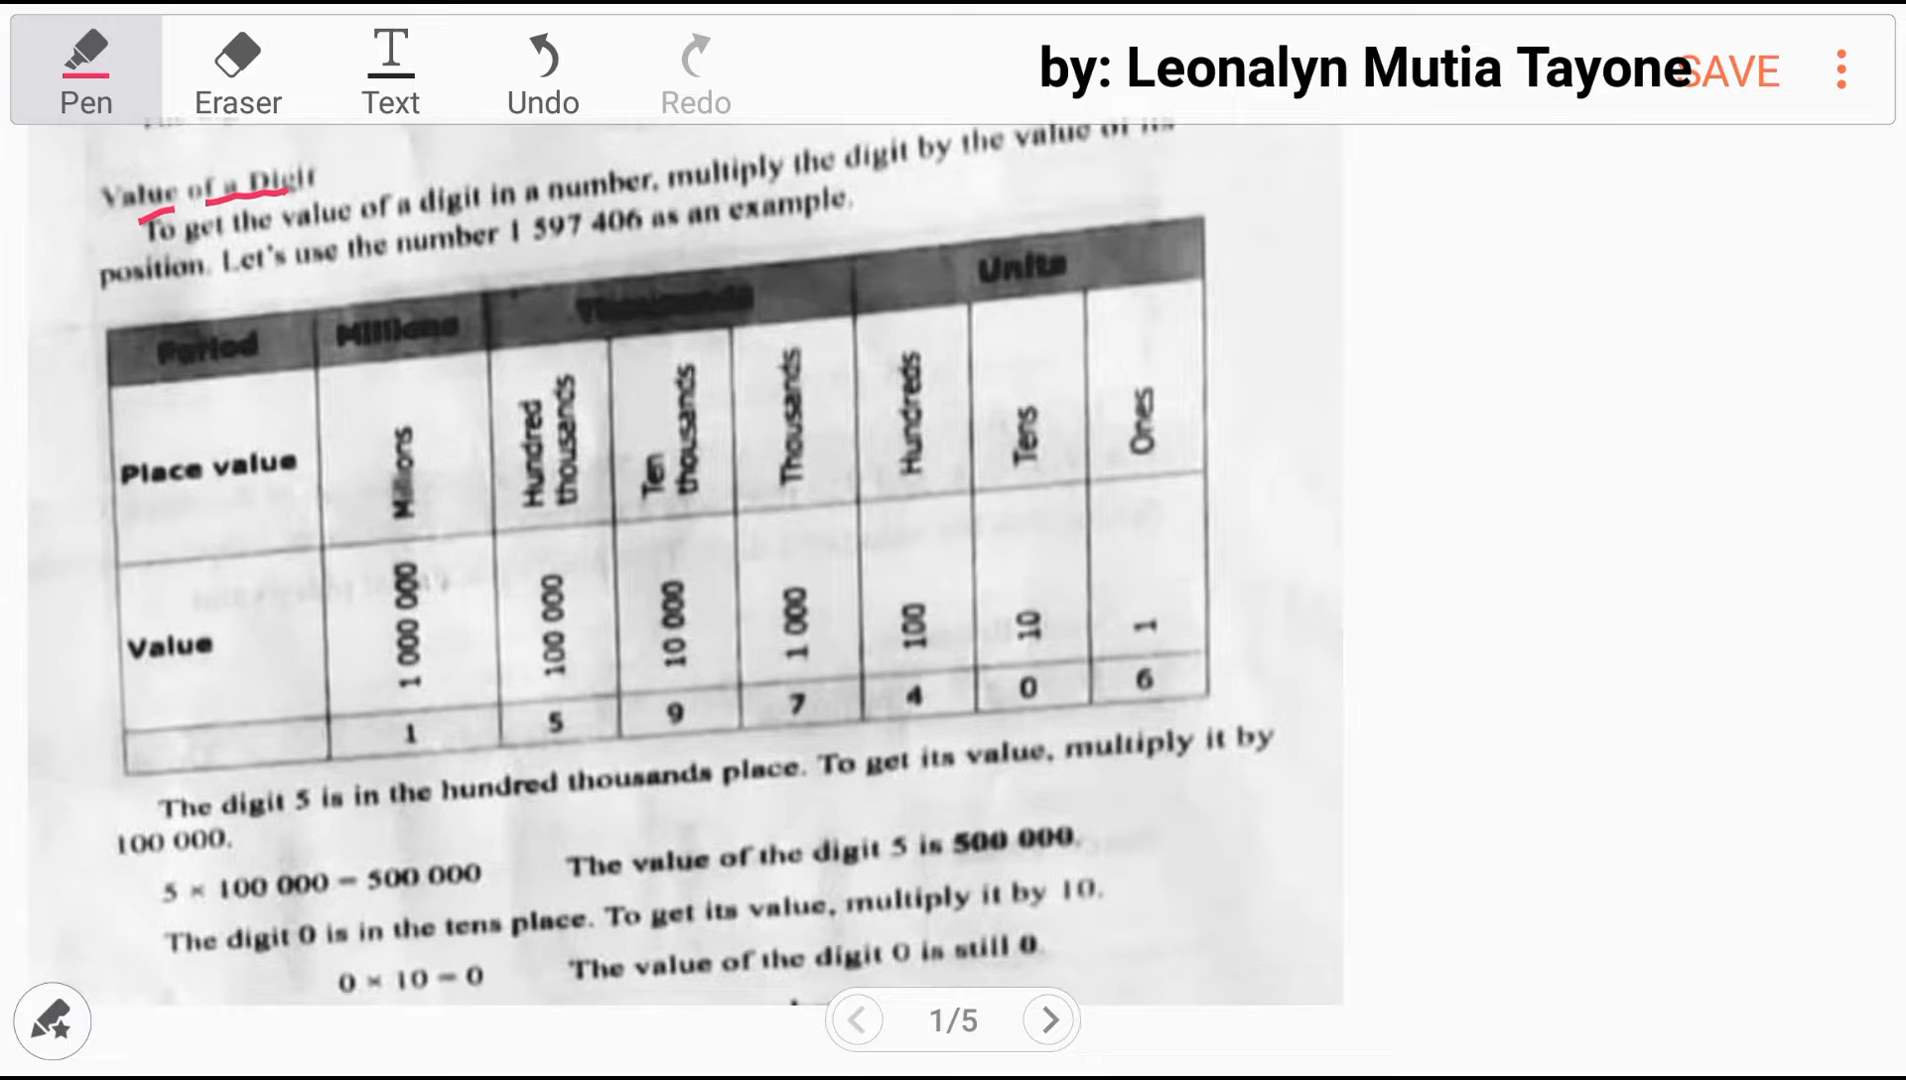 by: Leonalyn Mutia Tayone
SAVE
Pen
Eraser
Text
Undo
Redo
Value of a Digit
To get the value of a digit in a number, multiply the digit by the value of its
position. Let's use the number 1 597 406 as an example.
Period Millions Thousands Units
Place value Millions Hundred thousands Ten thousands Thousands Hundreds Tens Ones
Value 1 000 000 100 000 10 000 1 000 100 10 1
1 5 9 7 4 0 6
The digit 5 is in the hundred thousands place. To get its value, multiply it by
100 000.
5 × 100 000 = 500 000 The value of the digit 5 is 500 000.
The digit 0 is in the tens place. To get its value, multiply it by 10.
0 × 10 = 0 The value of the digit 0 is still 0.
1/5